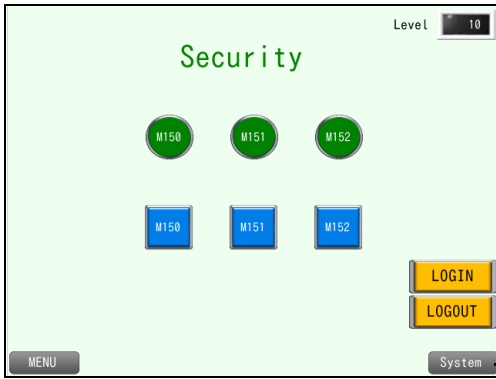 Level 10
Security
M150 M151 M152
M150 M151 M152
LOGIN
LOGOUT
MENU System